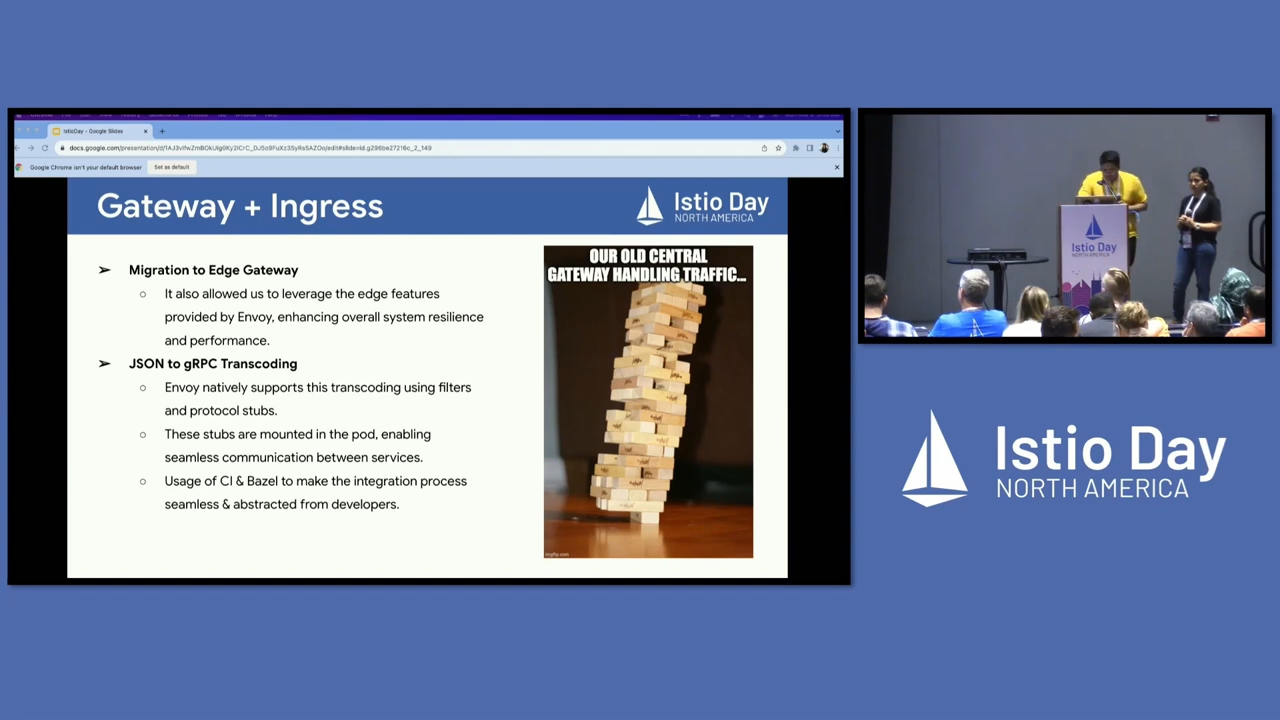 IstioDay - Google Slides
Google Chrome isn't your default browser
Set as default
Gateway + Ingress
Istio Day
NORTH AMERICA
➢ Migration to Edge Gateway
○ It also allowed us to leverage the edge features
provided by Envoy, enhancing overall system resilience
and performance.
➢ JSON to gRPC Transcoding
○ Envoy natively supports this transcoding using filters
and protocol stubs.
○ These stubs are mounted in the pod, enabling
seamless communication between services.
○ Usage of CI & Bazel to make the integration process
seamless & abstracted from developers.
OUR OLD CENTRAL
GATEWAY HANDLING TRAFFIC...
imgflip.com
Istio Day
NORTH AMERICA
Istio Day
NORTH AMERICA